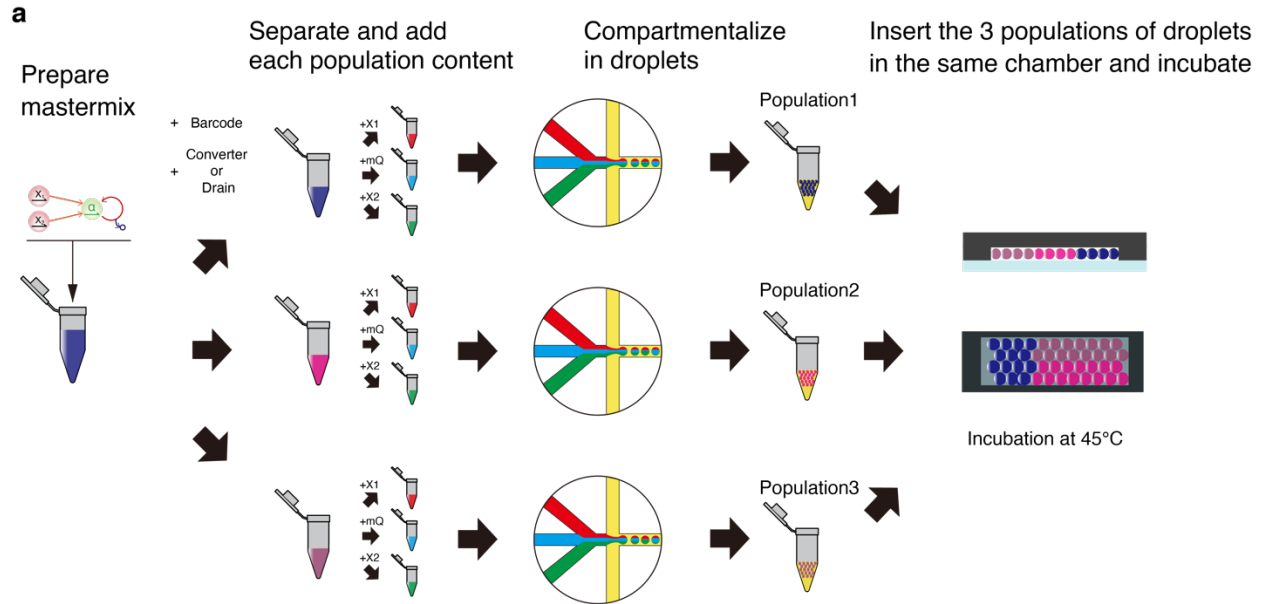 a
Prepare
mastermix
Separate and add
each population content
Compartmentalize
in droplets
Insert the 3 populations of droplets
in the same chamber and incubate
+ Barcode
+ Converter
or
Drain
X₁
X₂
α
+X1
+mQ
+X2
Population1
+X1
+mQ
+X2
Population2
Incubation at 45°C
+X1
+mQ
+X2
Population3